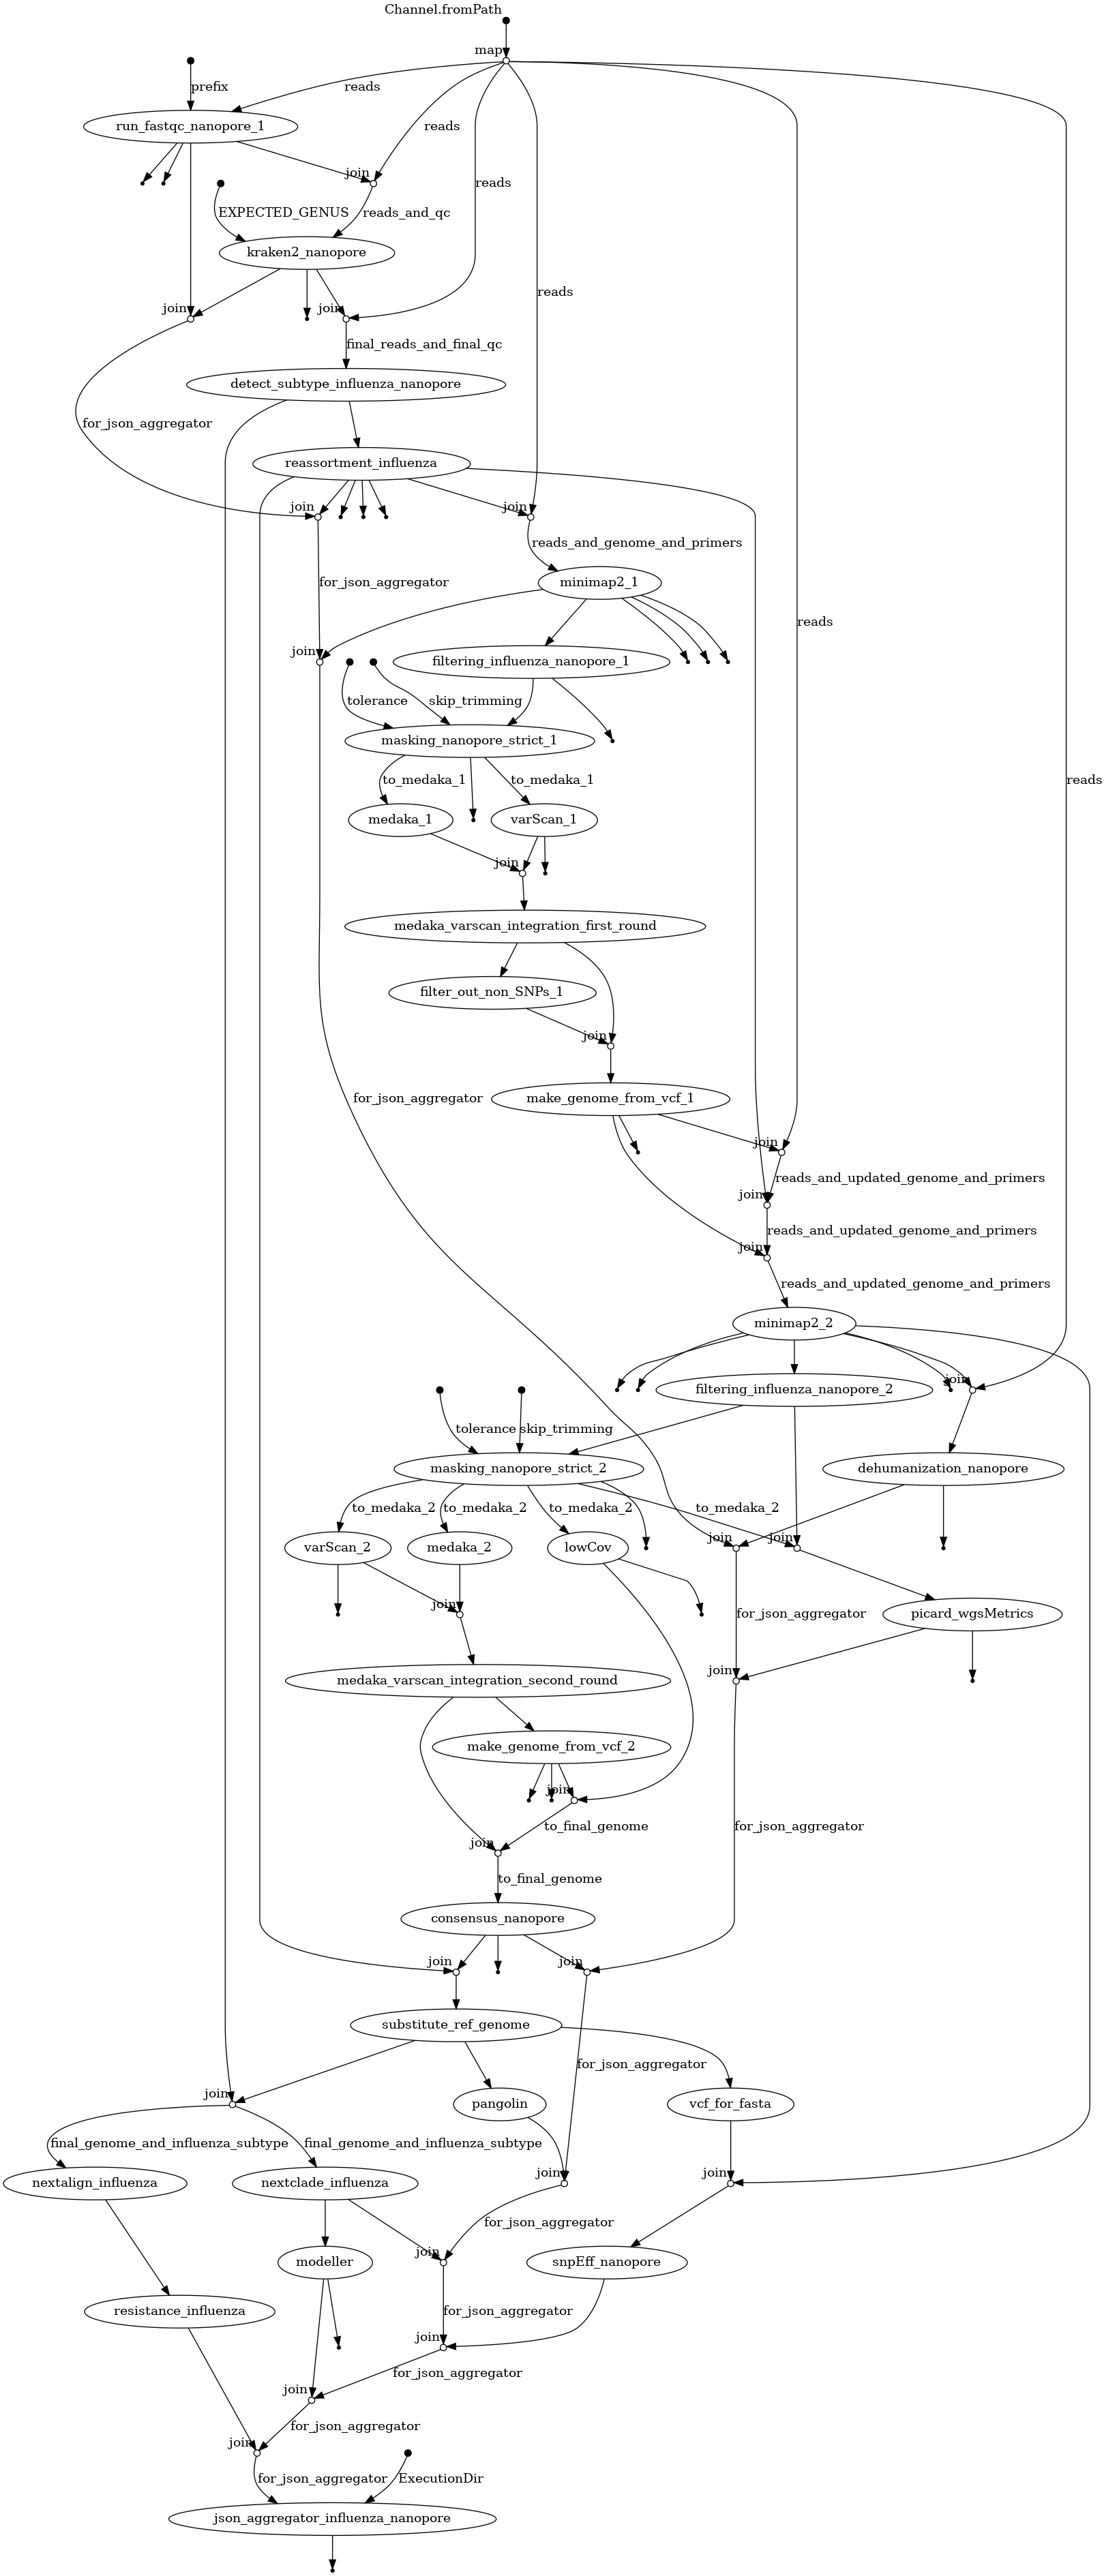 Channel.fromPath
map
prefix
reads
run_fastqc_nanopore_1
reads
join
reads
EXPECTED_GENUS
reads_and_qc
kraken2_nanopore
reads
join
join
final_reads_and_final_qc
detect_subtype_influenza_nanopore
for_json_aggregator
reassortment_influenza
join
join
reads_and_genome_and_primers
for_json_aggregator
minimap2_1
reads
join
filtering_influenza_nanopore_1
tolerance
skip_trimming
masking_nanopore_strict_1
to_medaka_1
to_medaka_1
reads
medaka_1
varScan_1
join
medaka_varscan_integration_first_round
filter_out_non_SNPs_1
join
for_json_aggregator
make_genome_from_vcf_1
join
reads_and_updated_genome_and_primers
join
reads_and_updated_genome_and_primers
join
reads_and_updated_genome_and_primers
minimap2_2
join
filtering_influenza_nanopore_2
tolerance
skip_trimming
masking_nanopore_strict_2
dehumanization_nanopore
to_medaka_2
to_medaka_2
to_medaka_2
to_medaka_2
join
join
varScan_2
medaka_2
lowCov
join
for_json_aggregator
picard_wgsMetrics
join
medaka_varscan_integration_second_round
make_genome_from_vcf_2
join
to_final_genome
for_json_aggregator
join
to_final_genome
consensus_nanopore
join
join
substitute_ref_genome
for_json_aggregator
join
pangolin
vcf_for_fasta
final_genome_and_influenza_subtype
final_genome_and_influenza_subtype
join
join
nextalign_influenza
nextclade_influenza
for_json_aggregator
join
modeller
snpEff_nanopore
resistance_influenza
for_json_aggregator
join
for_json_aggregator
join
for_json_aggregator
join
for_json_aggregator
ExecutionDir
json_aggregator_influenza_nanopore